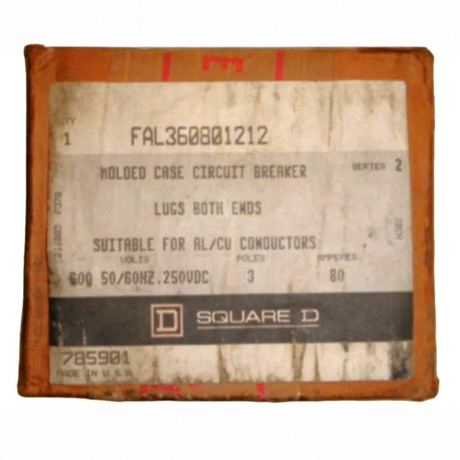 QTY
1
FAL360801212
MOLDED CASE CIRCUIT BREAKER
SERIES 2
LUGS BOTH ENDS
SUITABLE FOR AL/CU CONDUCTORS
VOLTS POLES AMPERES
600 50/60HZ.250VDC 3 80
D SQUARE D
785901
MADE IN U.S.A